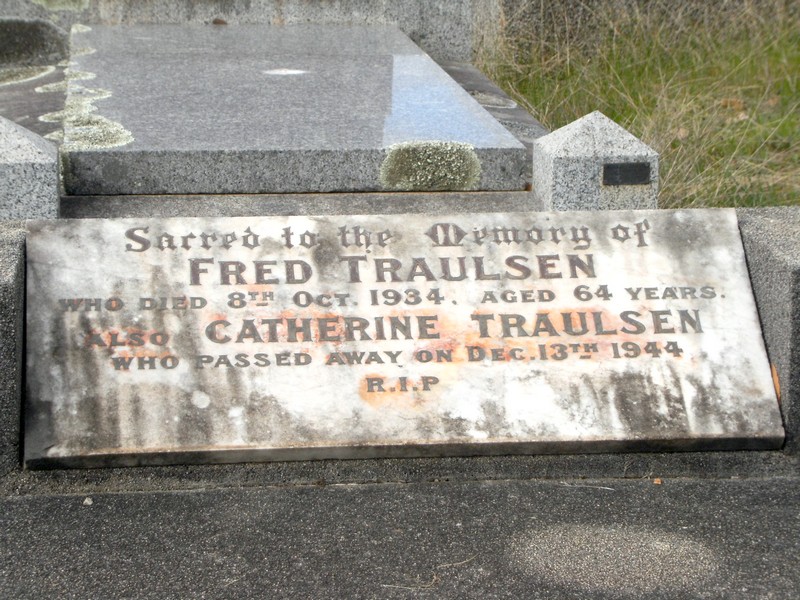 Sacred to the Memory of
FRED TRAULSEN
WHO DIED 8TH OCT. 1934, AGED 64 YEARS.
ALSO CATHERINE TRAULSEN
WHO PASSED AWAY ON DEC. 13TH 1944
R.I.P